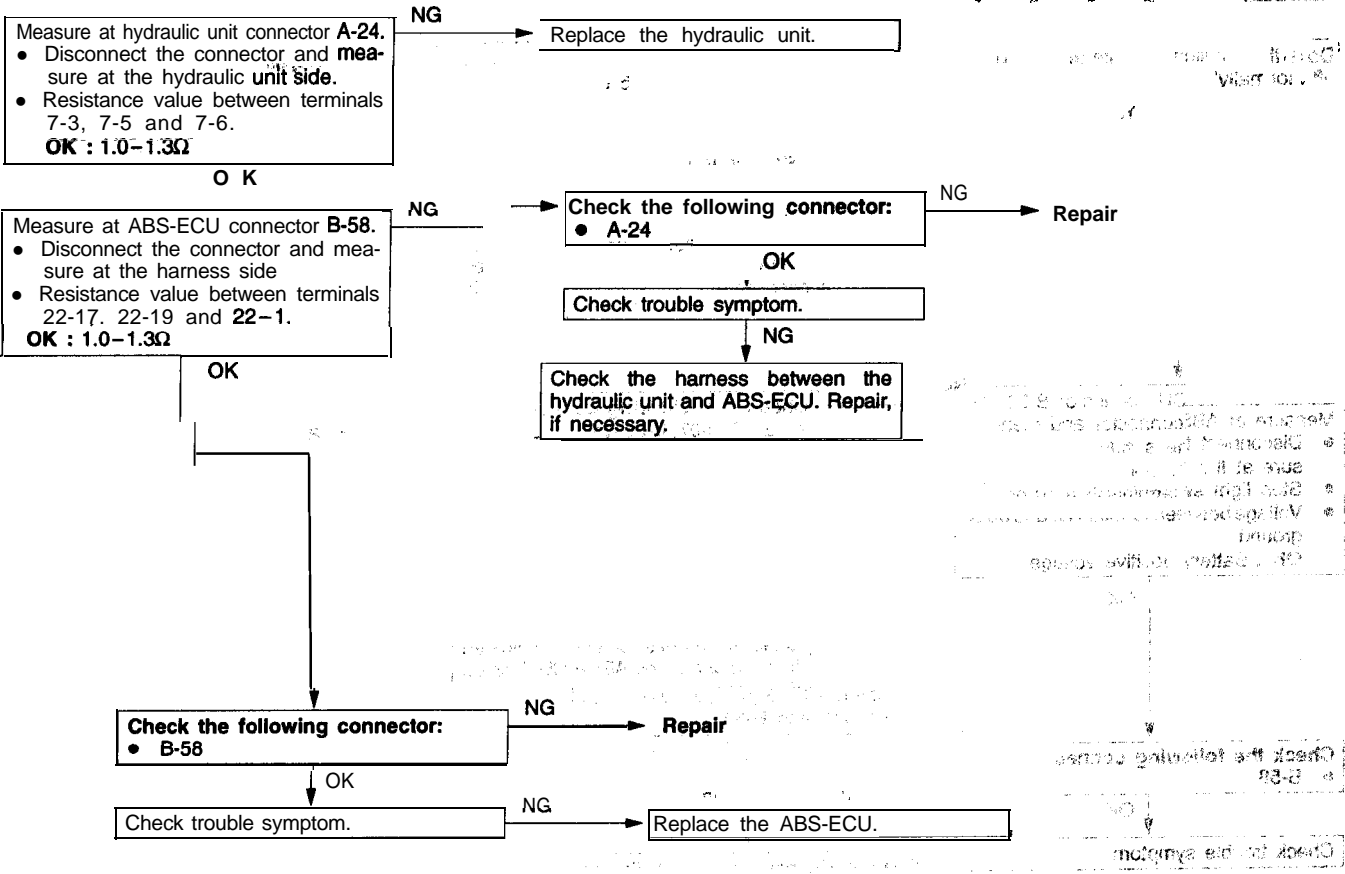 NG
Measure at hydraulic unit connector A-24.
● Disconnect the connector and mea-
sure at the hydraulic unit side.
● Resistance value between terminals
7-3, 7-5 and 7-6.
OK : 1.0–1.3Ω
Replace the hydraulic unit.
O K
Measure at ABS-ECU connector B-58.
● Disconnect the connector and mea-
sure at the harness side
● Resistance value between terminals
22-17. 22-19 and 22–1.
OK : 1.0–1.3Ω
NG
Check the following connector:
● A-24
NG
Repair
OK
Check trouble symptom.
NG
Check the harness between the
hydraulic unit and ABS-ECU. Repair,
if necessary.
OK
Check the following connector:
● B-58
NG
Repair
OK
Check trouble symptom.
NG
Replace the ABS-ECU.